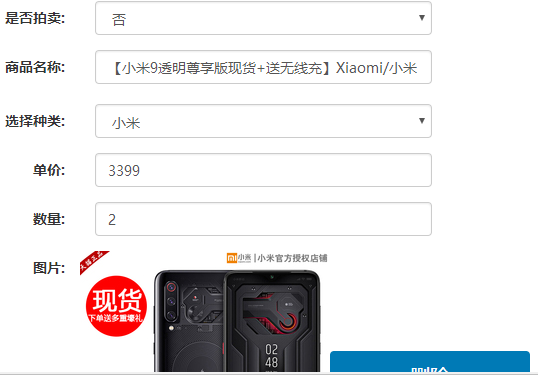 是否拍卖: 否
商品名称: 【小米9透明尊享版现货+送无线充】Xiaomi/小米
选择种类: 小米
单价: 3399
数量: 2
图片:
小米 | 小米官方授权店铺
现货
下单送多重增礼
02
48